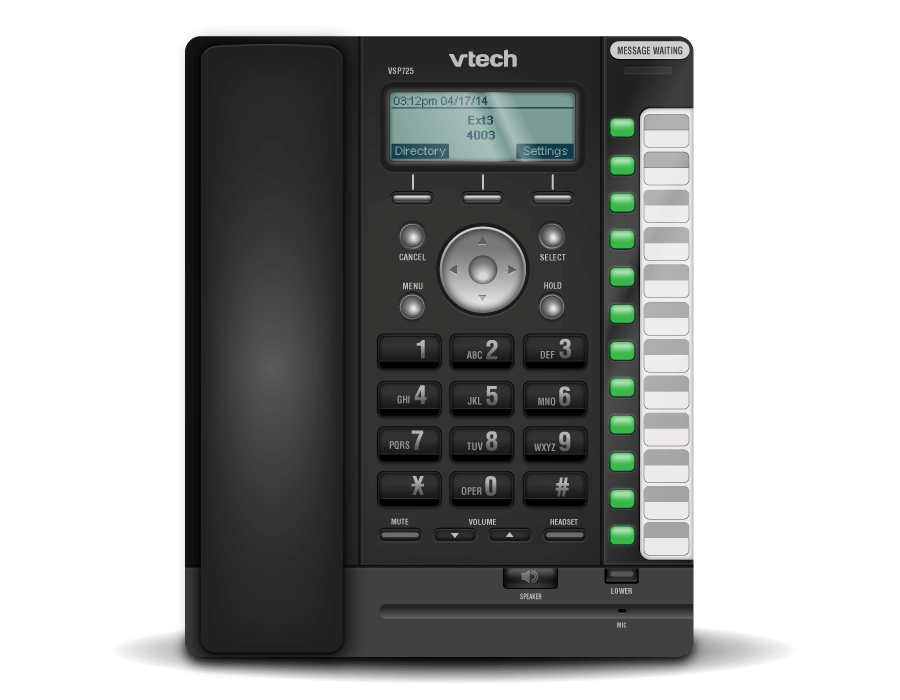 MESSAGE WAITING
vtech
VSP725
03:12pm 04/17/14
Ext3
4003
Directory Settings
CANCEL SELECT
MENU HOLD
1 ABC 2 DEF 3
GHI 4 JKL 5 MNO 6
PQRS 7 TUV 8 WXYZ 9
* OPER 0 #
MUTE VOLUME HEADSET
SPEAKER LOWER
MIC